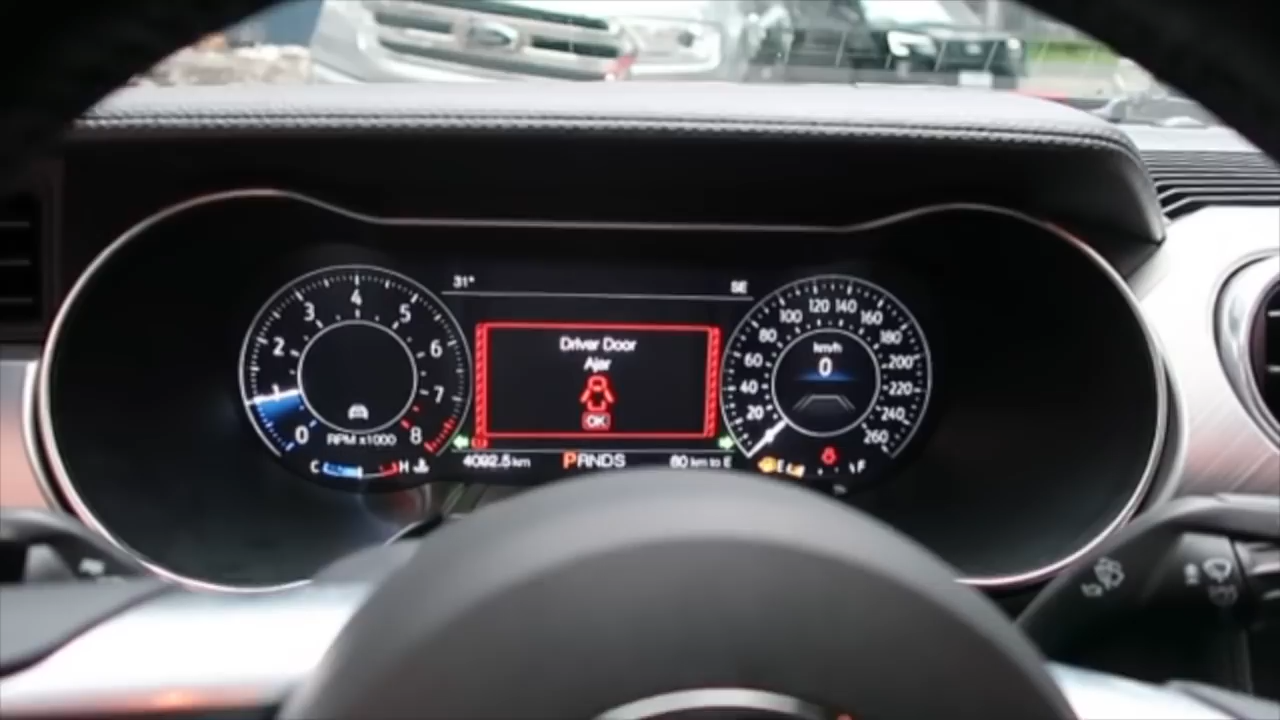 31°
SE
4
3 5
2 6
1 7
0 8
RPM x1000
C H
Driver Door
Ajar
OK
4092.5 km
PRNDS
60 km to E
120 140
100 160
80 180
60 200
40 220
20 240
260
km/h
0
E F